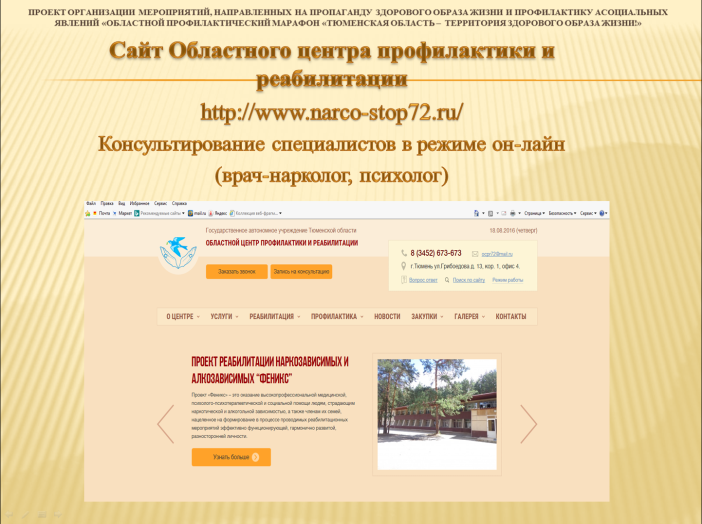 ПРОЕКТ ОРГАНИЗАЦИИ МЕРОПРИЯТИЙ, НАПРАВЛЕННЫХ НА ПРОПАГАНДУ ЗДОРОВОГО ОБРАЗА ЖИЗНИ И ПРОФИЛАКТИКУ АСОЦИАЛЬНЫХ
ЯВЛЕНИЙ «ОБЛАСТНОЙ ПРОФИЛАКТИЧЕСКИЙ МАРАФОН «ТЮМЕНСКАЯ ОБЛАСТЬ – ТЕРРИТОРИЯ ЗДОРОВОГО ОБРАЗА ЖИЗНИ!»
Сайт Областного центра профилактики и
реабилитации
http://www.narco-stop72.ru/
Консультирование специалистов в режиме он-лайн
(врач-нарколог, психолог)
Файл Правка Вид Избранное Сервис Справка
Почта Маркет Рекомендуемые сайты mail.ru Яндекс Коллекция веб-фрагм... Страница Безопасность Сервис
Государственное автономное учреждение Тюменской области 18.08.2016 (четверг)
ОБЛАСТНОЙ ЦЕНТР ПРОФИЛАКТИКИ И РЕАБИЛИТАЦИИ
8 (3452) 673-673 ocpr72@mail.ru
г.Тюмень ул.Грибоедова д. 13, кор. 1, офис 4.
Заказать звонок Запись на консультацию
Вопрос ответ Поиск по сайту Режим работы
О ЦЕНТРЕ УСЛУГИ РЕАБИЛИТАЦИЯ ПРОФИЛАКТИКА НОВОСТИ ЗАКУПКИ ГАЛЕРЕЯ КОНТАКТЫ
ПРОЕКТ РЕАБИЛИТАЦИИ НАРКОЗАВИСИМЫХ И
АЛКОЗАВИСИМЫХ "ФЕНИКС"
Проект «Феникс» – это оказание высокопрофессиональной медицинской,
психолого-психотерапевтической и социальной помощи людям, страдающим
наркотической и алкогольной зависимостью, а также членам их семей,
нацеленное на формирование в процессе проводимых реабилитационных
мероприятий эффективно функционирующей, гармонично развитой,
разносторонней личности.
Узнать больше